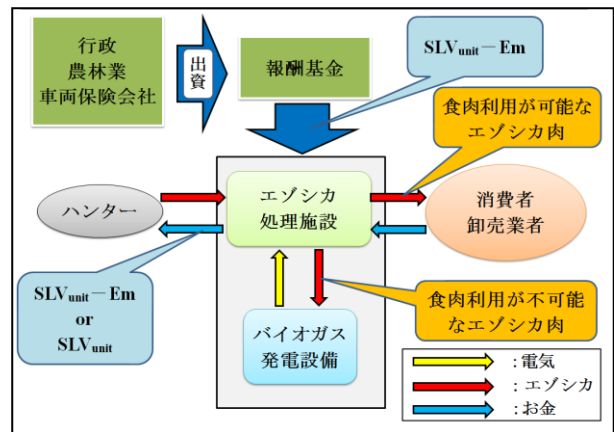 行政
農林業
車両保険会社
出資
報酬基金
SLVunit－Em
食肉利用が可能な
エゾシカ肉
ハンター
エゾシカ
処理施設
消費者
卸売業者
SLVunit－Em
or
SLVunit
バイオガス
発電設備
食肉利用が不可能
なエゾシカ肉
:電気
:エゾシカ
:お金